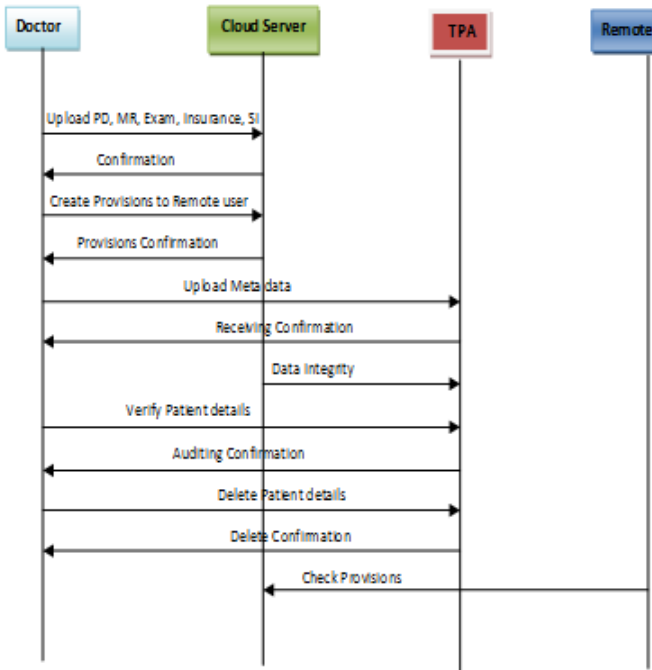 Doctor
Cloud Server
TPA
Remote
Upload PD, MR, Exam, Insurance, SI
Confirmation
Create Provisions to Remote user
Provisions Confirmation
Upload Metadata
Receiving Confirmation
Data Integrity
Verify Patient details
Auditing Confirmation
Delete Patient details
Delete Confirmation
Check Provisions